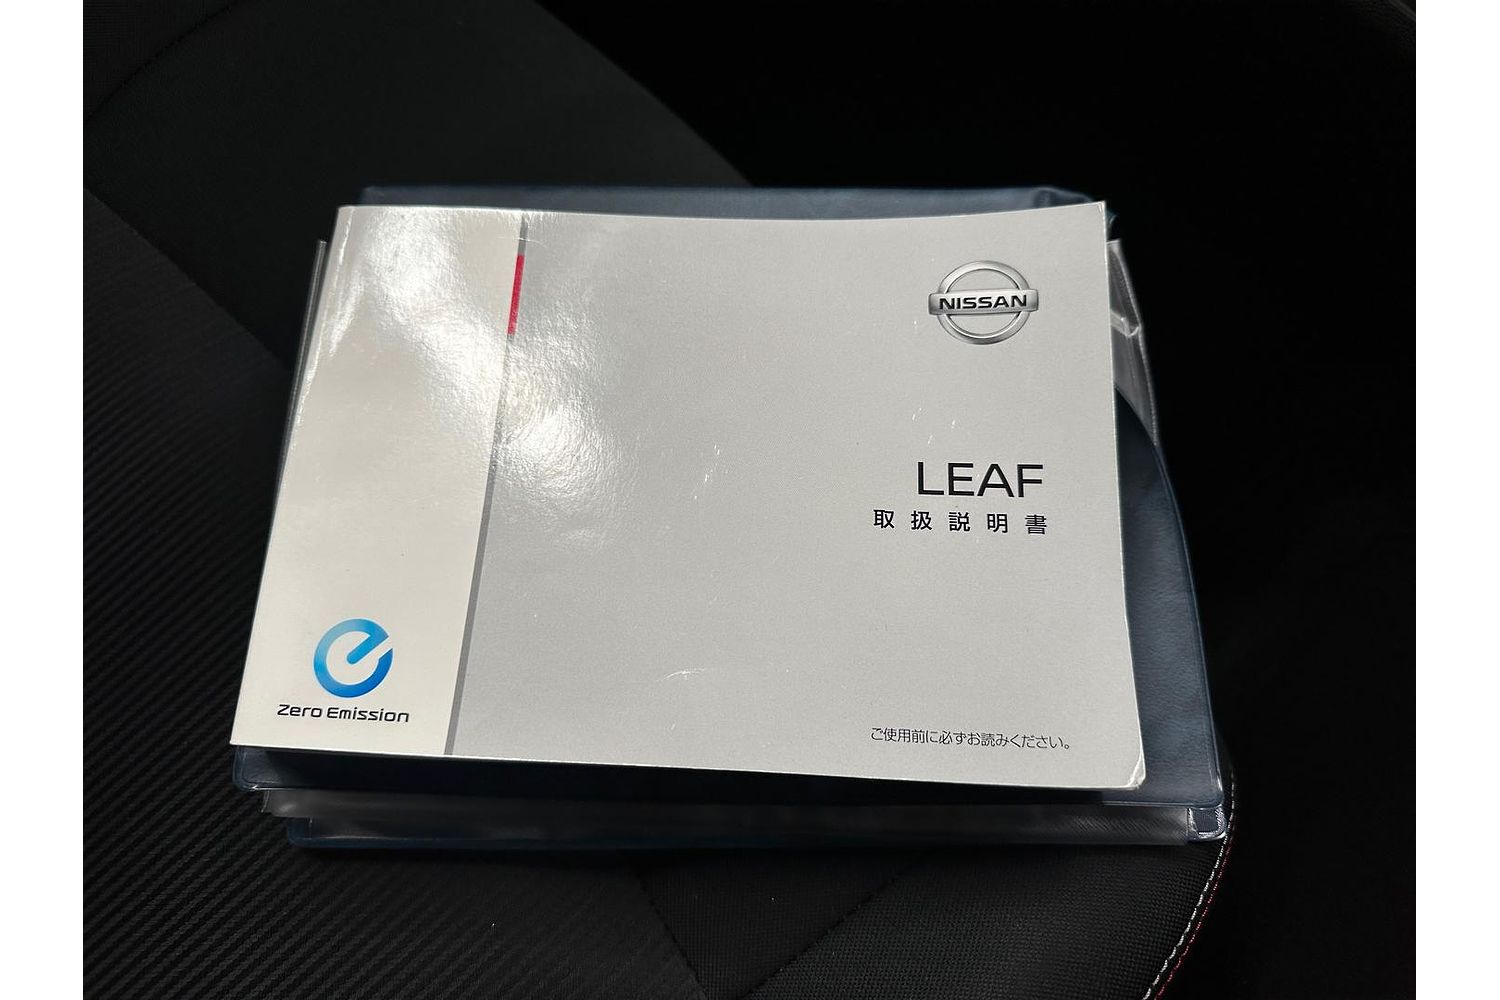 NISSAN
LEAF
取扱説明書
Zero Emission
ご使用前に必ずお読みください。